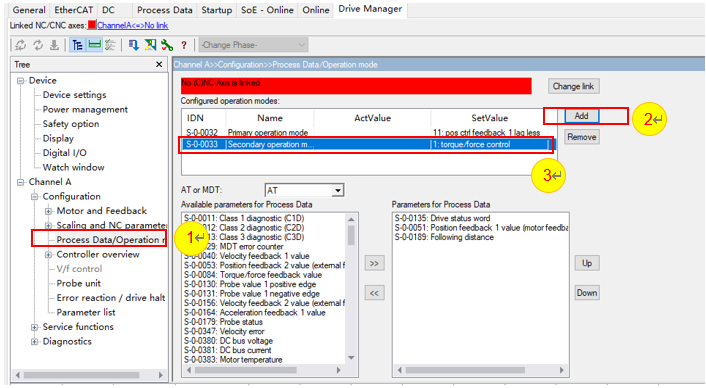 General EtherCAT DC Process Data Startup SoE - Online Online Drive Manager
Linked NC/CNC axes: ChannelA<=>No link
-Change Phase-
Tree
Channel A>>Configuration>>Process Data/Operation mode
Device
Device settings
Power management
Safety option
Display
Digital I/O
Watch window
Channel A
Configuration
Motor and Feedback
Scaling and NC parameter
Process Data/Operation
Controller overview
V/f control
Probe unit
Error reaction / drive halt
Parameter list
Service functions
Diagnostics
No (C)NC-Axis is linked.
Change link
Configured operation modes:
IDN Name ActValue SetValue
S-0-0032 Primary operation mode 11: pos ctrl feedback 1 lag less
S-0-0033 Secondary operation m... 1: torque/force control
Add
Remove
1↵
2↵
3↵
AT or MDT: AT
Available parameters for Process Data
S-0-0011: Class 1 diagnostic (C1D)
012: Class 2 diagnostic (C2D)
13: Class 3 diagnostic (C3D)
029: MDT error counter
S-0-0040: Velocity feedback 1 value
S-0-0053: Position feedback 2 value (external f
S-0-0084: Torque/force feedback value
S-0-0130: Probe value 1 positive edge
S-0-0131: Probe value 1 negative edge
S-0-0156: Velocity feedback 2 value (external f
S-0-0164: Acceleration feedback 1 value
S-0-0179: Probe status
S-0-0347: Velocity error
S-0-0380: DC bus voltage
S-0-0381: DC bus current
S-0-0383: Motor temperature
>>
<<
Parameters for Process Data
S-0-0135: Drive status word
S-0-0051: Position feedback 1 value (motor feedba
S-0-0189: Following distance
Up
Down